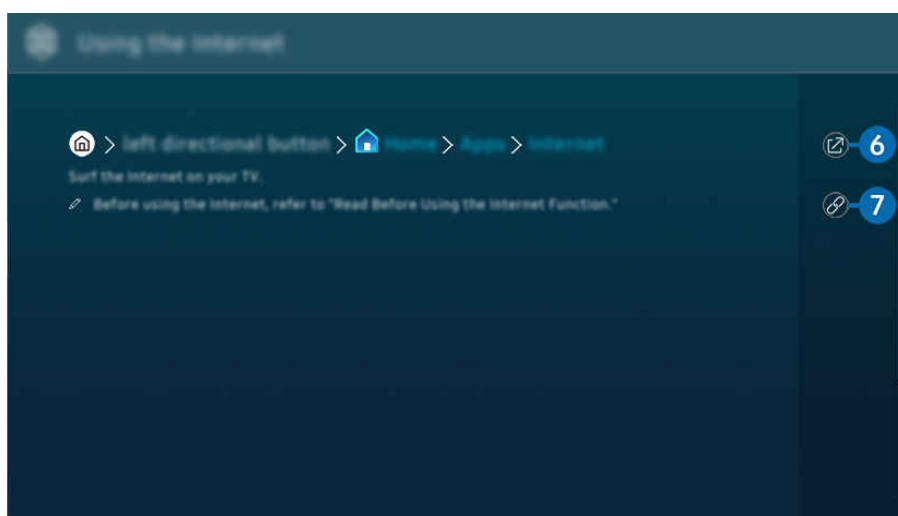 Using the Internet
> left directional button > Home > Apps > Internet
Surf the Internet on your TV.
Before using the Internet, refer to "Read Before Using the Internet Function."
6
7